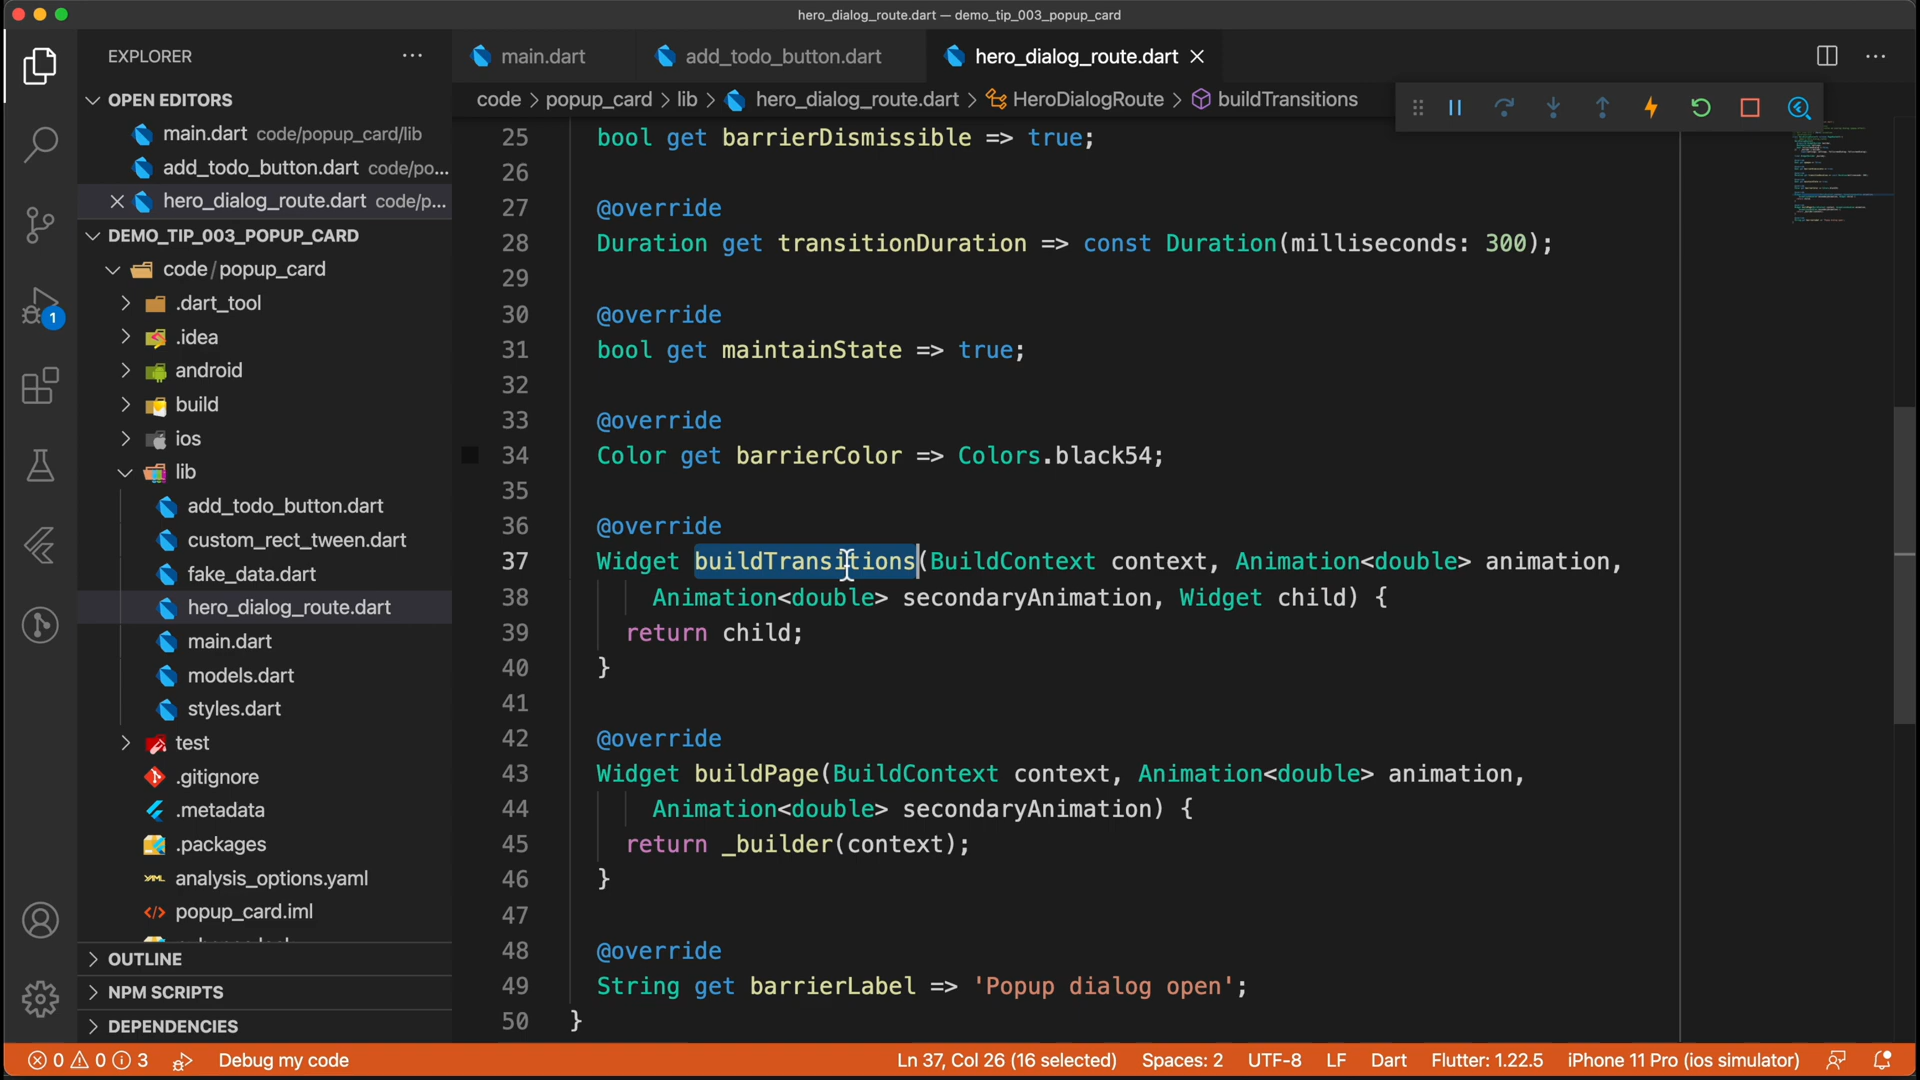 hero_dialog_route.dart — demo_tip_003_popup_card
EXPLORER
main.dart
add_todo_button.dart
hero_dialog_route.dart
OPEN EDITORS
main.dart code/popup_card/lib
add_todo_button.dart code/po...
hero_dialog_route.dart code/p...
DEMO_TIP_003_POPUP_CARD
code/popup_card
.dart_tool
.idea
android
build
ios
lib
add_todo_button.dart
custom_rect_tween.dart
fake_data.dart
hero_dialog_route.dart
main.dart
models.dart
styles.dart
test
.gitignore
.metadata
.packages
analysis_options.yaml
popup_card.iml
OUTLINE
NPM SCRIPTS
DEPENDENCIES
1
code > popup_card > lib > hero_dialog_route.dart > HeroDialogRoute > buildTransitions
25 bool get barrierDismissible => true;
26
27 @override
28 Duration get transitionDuration => const Duration(milliseconds: 300);
29
30 @override
31 bool get maintainState => true;
32
33 @override
34 Color get barrierColor => Colors.black54;
35
36 @override
37 Widget buildTransitions(BuildContext context, Animation<double> animation,
38 Animation<double> secondaryAnimation, Widget child) {
39 return child;
40 }
41
42 @override
43 Widget buildPage(BuildContext context, Animation<double> animation,
44 Animation<double> secondaryAnimation) {
45 return _builder(context);
46 }
47
48 @override
49 String get barrierLabel => 'Popup dialog open';
50 }
0 0 3 Debug my code Ln 37, Col 26 (16 selected) Spaces: 2 UTF-8 LF Dart Flutter: 1.22.5 iPhone 11 Pro (ios simulator)